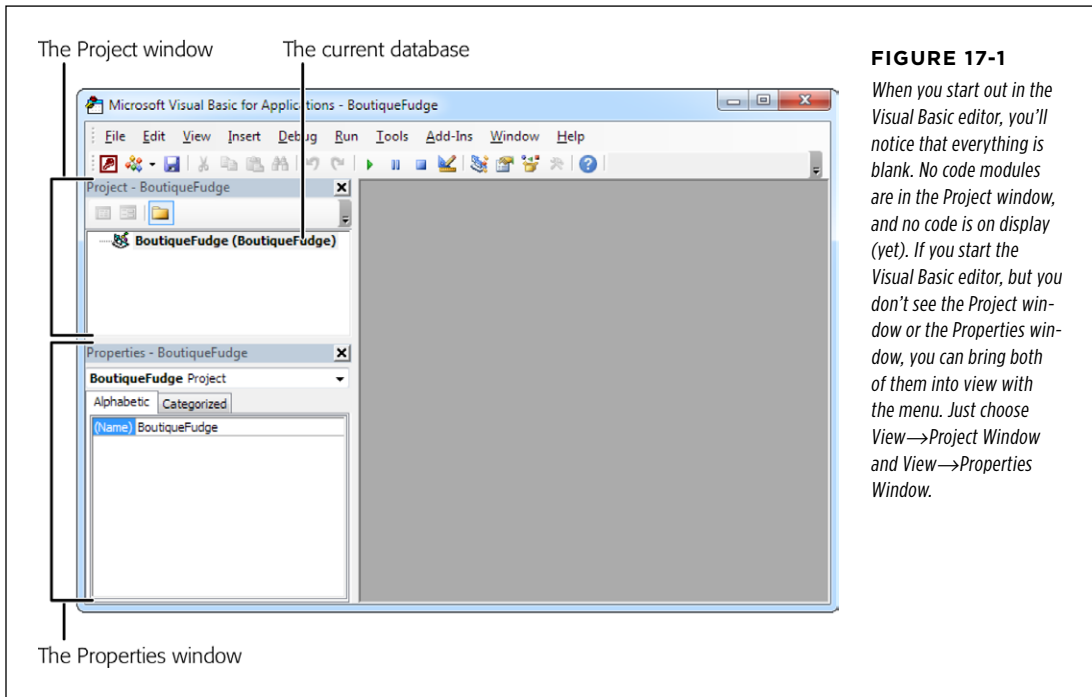 The Project window
The current database
Microsoft Visual Basic for Applications - BoutiqueFudge
File Edit View Insert Debug Run Tools Add-Ins Window Help
Project - BoutiqueFudge
BoutiqueFudge (BoutiqueFudge)
Properties - BoutiqueFudge
BoutiqueFudge Project
Alphabetic Categorized
(Name) BoutiqueFudge
The Properties window
FIGURE 17-1
When you start out in the
Visual Basic editor, you’ll
notice that everything is
blank. No code modules
are in the Project window,
and no code is on display
(yet). If you start the
Visual Basic editor, but you
don’t see the Project win-
dow or the Properties win-
dow, you can bring both
of them into view with
the menu. Just choose
View→Project Window
and View→Properties
Window.